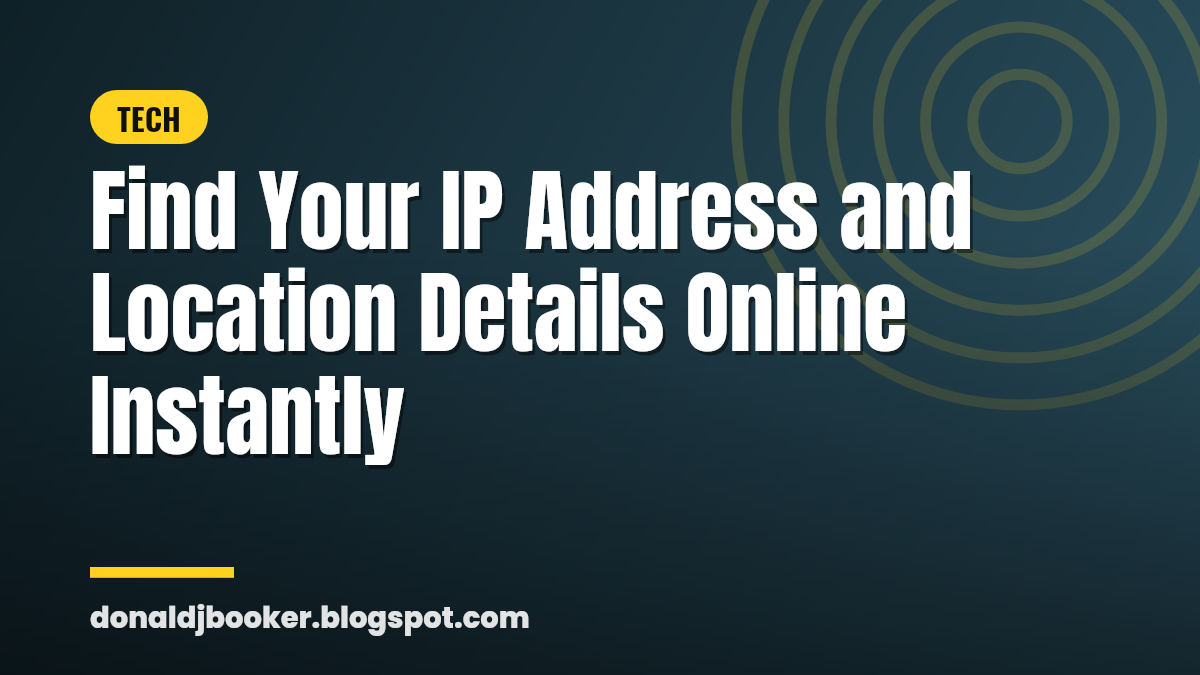 TECH
Find Your IP Address and
Location Details Online
Instantly
donaldjbooker.blogspot.com